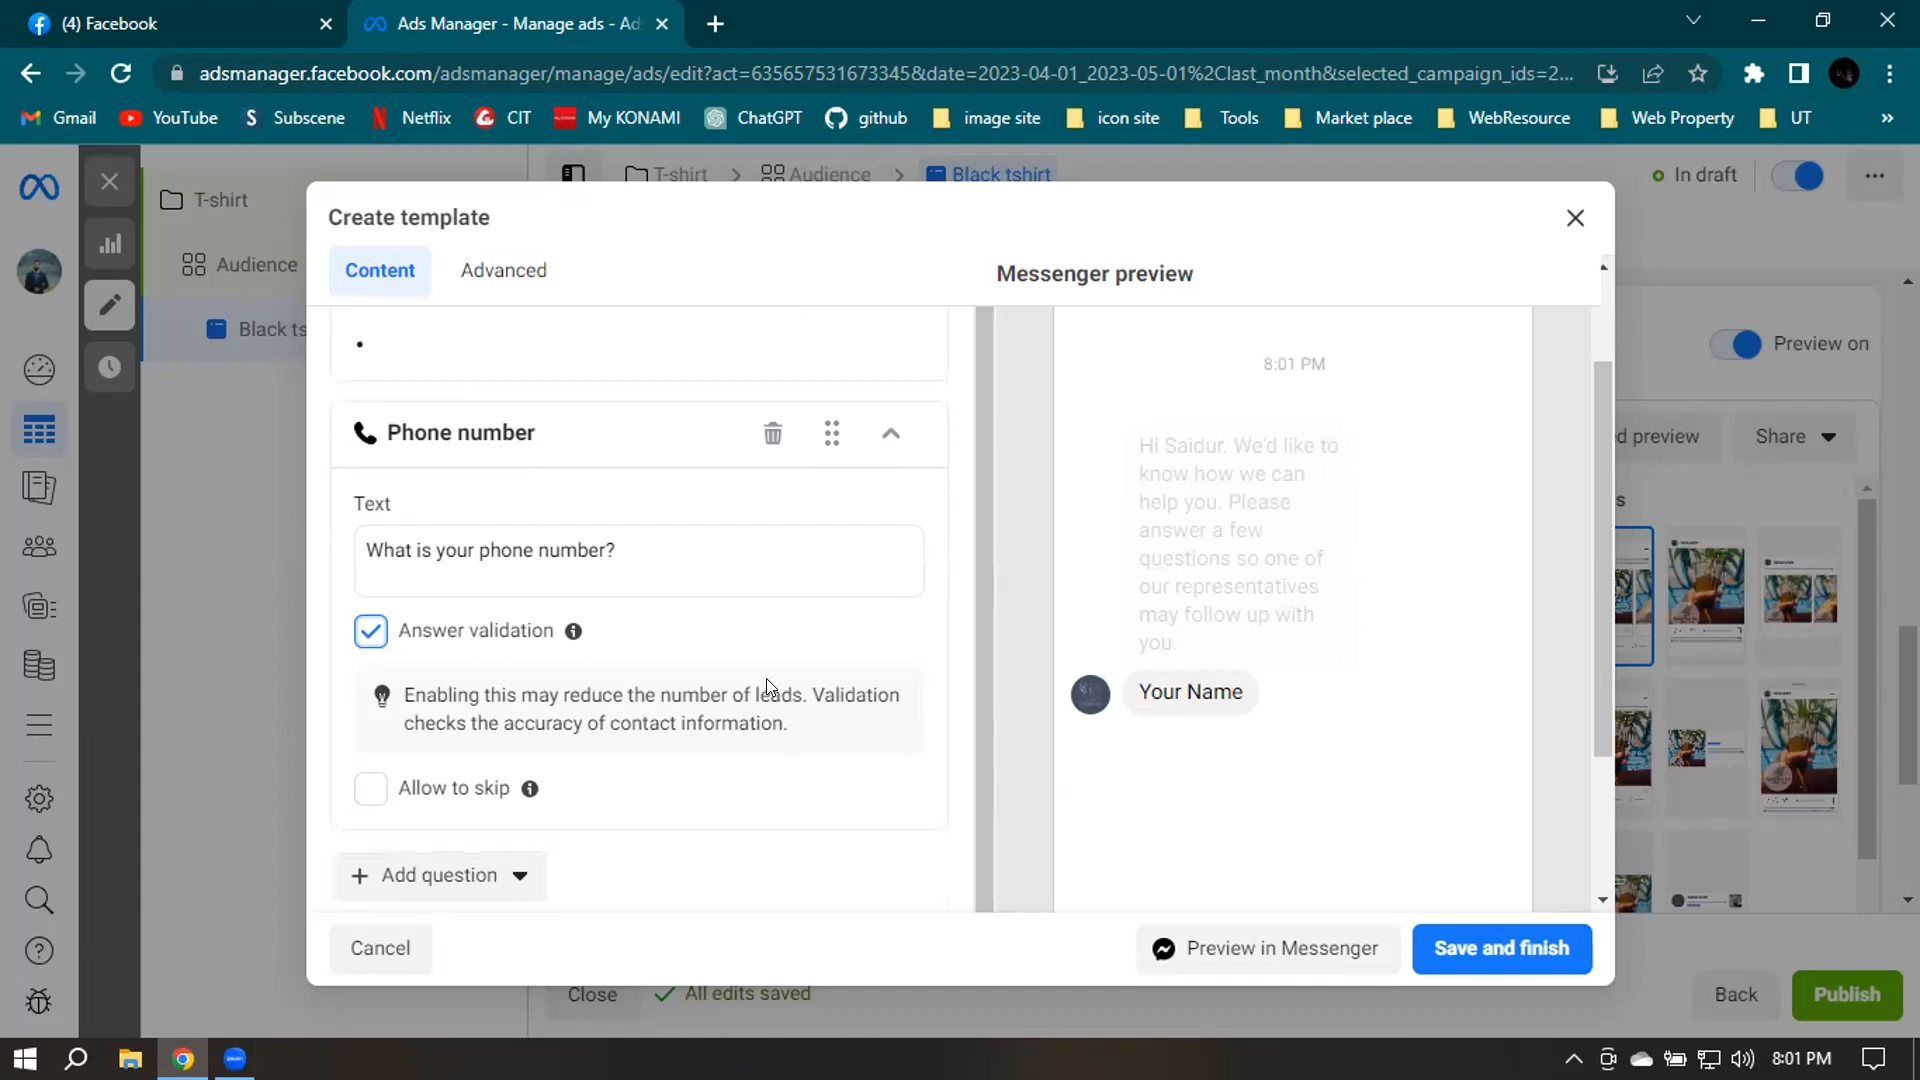 (4) Facebook
Ads Manager - Manage ads - Ad
adsmanager.facebook.com/adsmanager/manage/ads/edit?act=635657531673345&date=2023-04-01_2023-05-01%2Clast_month&selected_campaign_ids=2...
Gmail
YouTube
Subscene
Netflix
CIT
My KONAMI
ChatGPT
github
image site
icon site
Tools
Market place
WebResource
Web Property
UT
»
T-shirt
Audience
Black ts
T-shirt > Audience > Black tshirt
In draft
Create template
Content
Advanced
Messenger preview
Preview on
d preview
Share
s
•
Phone number
Text
What is your phone number?
Answer validation
Enabling this may reduce the number of leads. Validation
checks the accuracy of contact information.
Allow to skip
+ Add question
8:01 PM
Hi Saidur. We'd like to
know how we can
help you. Please
answer a few
questions so one of
our representatives
may follow up with
you.
Your Name
Cancel
Preview in Messenger
Save and finish
Close
All edits saved
Back
Publish
8:01 PM